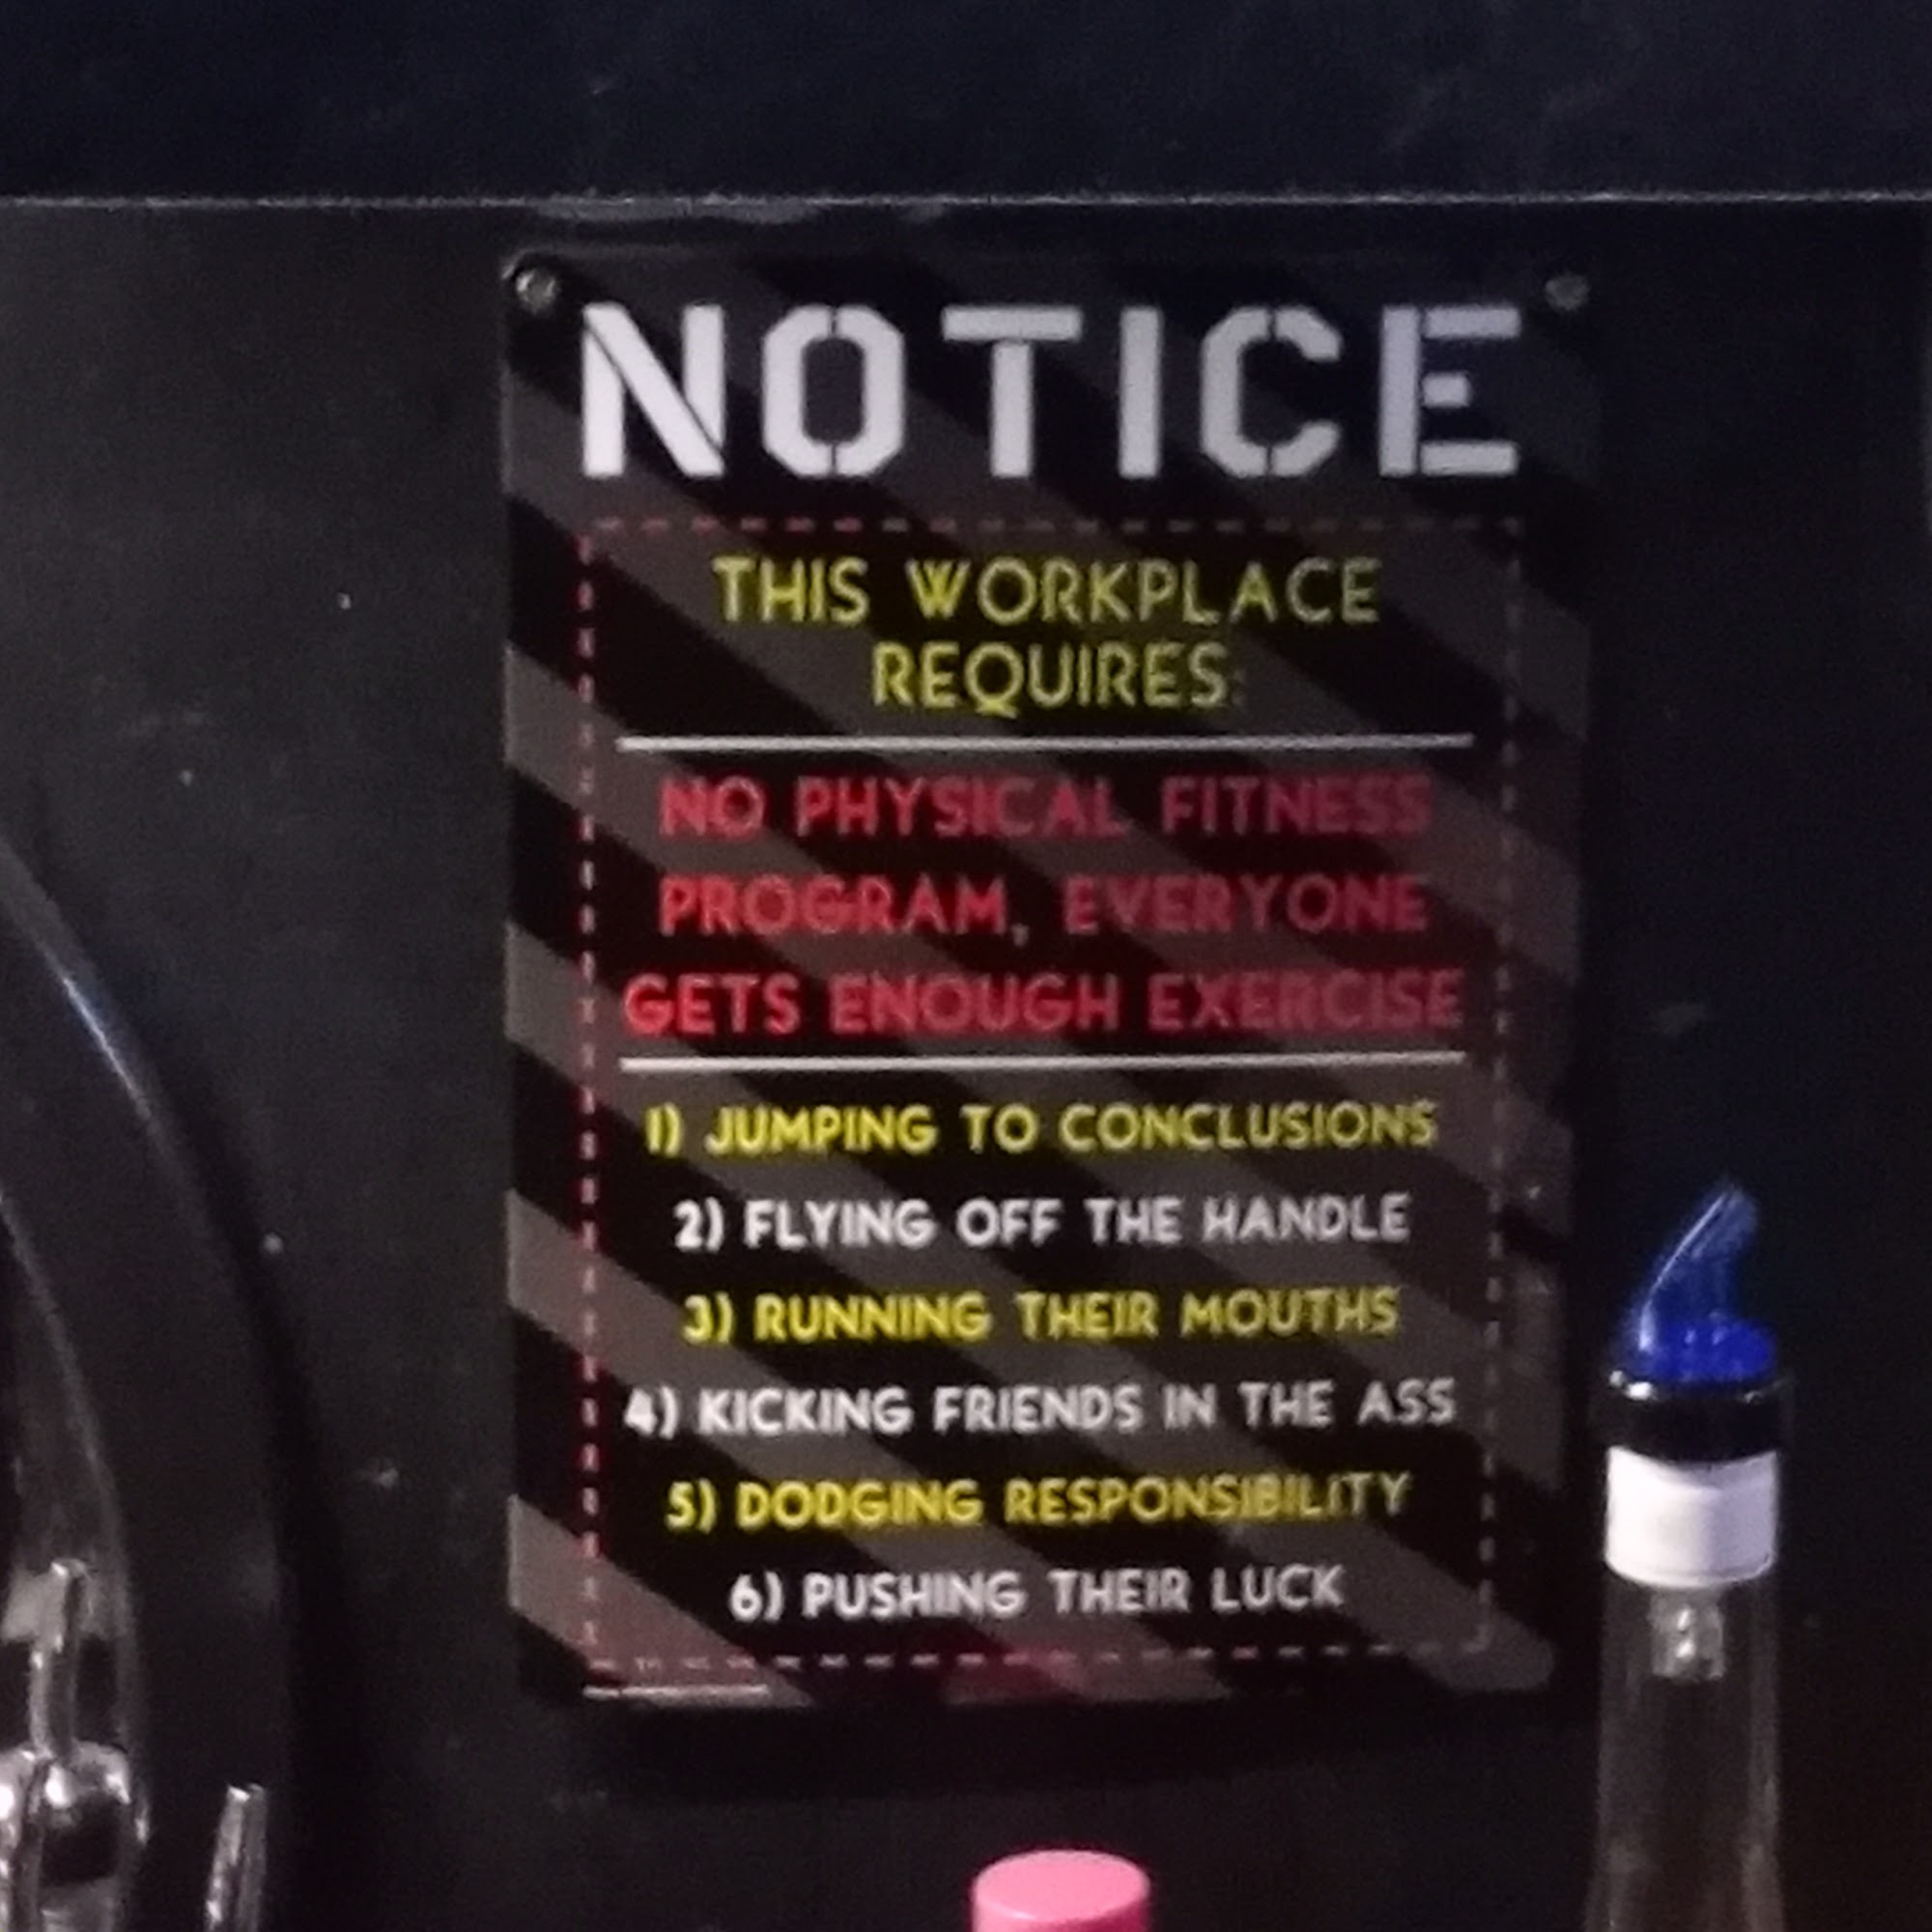 NOTICE
THIS WORKPLACE
REQUIRES:
NO PHYSICAL FITNESS
PROGRAM, EVERYONE
GETS ENOUGH EXERCISE
1) JUMPING TO CONCLUSIONS
2) FLYING OFF THE HANDLE
3) RUNNING THEIR MOUTHS
4) KICKING FRIENDS IN THE ASS
5) DODGING RESPONSIBILITY
6) PUSHING THEIR LUCK